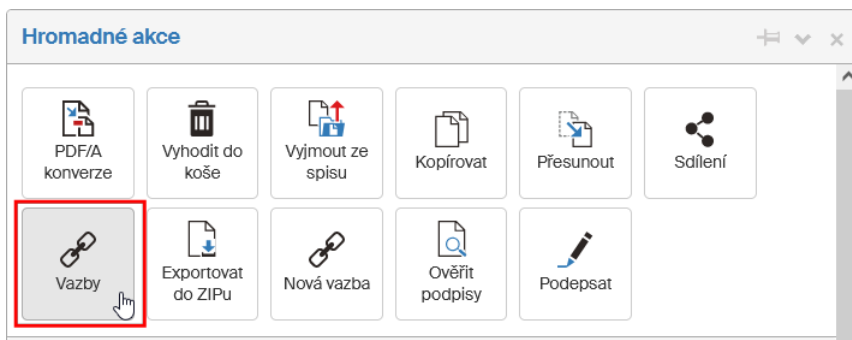 Hromadné akce
PDF/A
konverze
Vyhodit do
koše
Vyjmout ze
spisu
Kopírovat
Přesunout
Sdílení
Vazby
Exportovat
do ZIPu
Nová vazba
Ověřit
podpisy
Podepsat